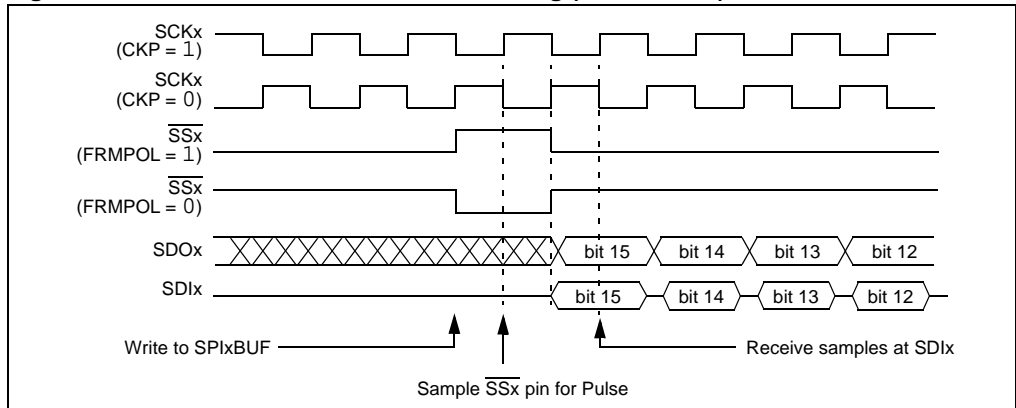 SCKx
(CKP = 1)
SCKx
(CKP = 0)
SSx
(FRMPOL = 1)
SSx
(FRMPOL = 0)
SDOx bit 15 bit 14 bit 13 bit 12
SDIx bit 15 bit 14 bit 13 bit 12
Write to SPIxBUF Receive samples at SDIx
Sample SSx pin for Pulse